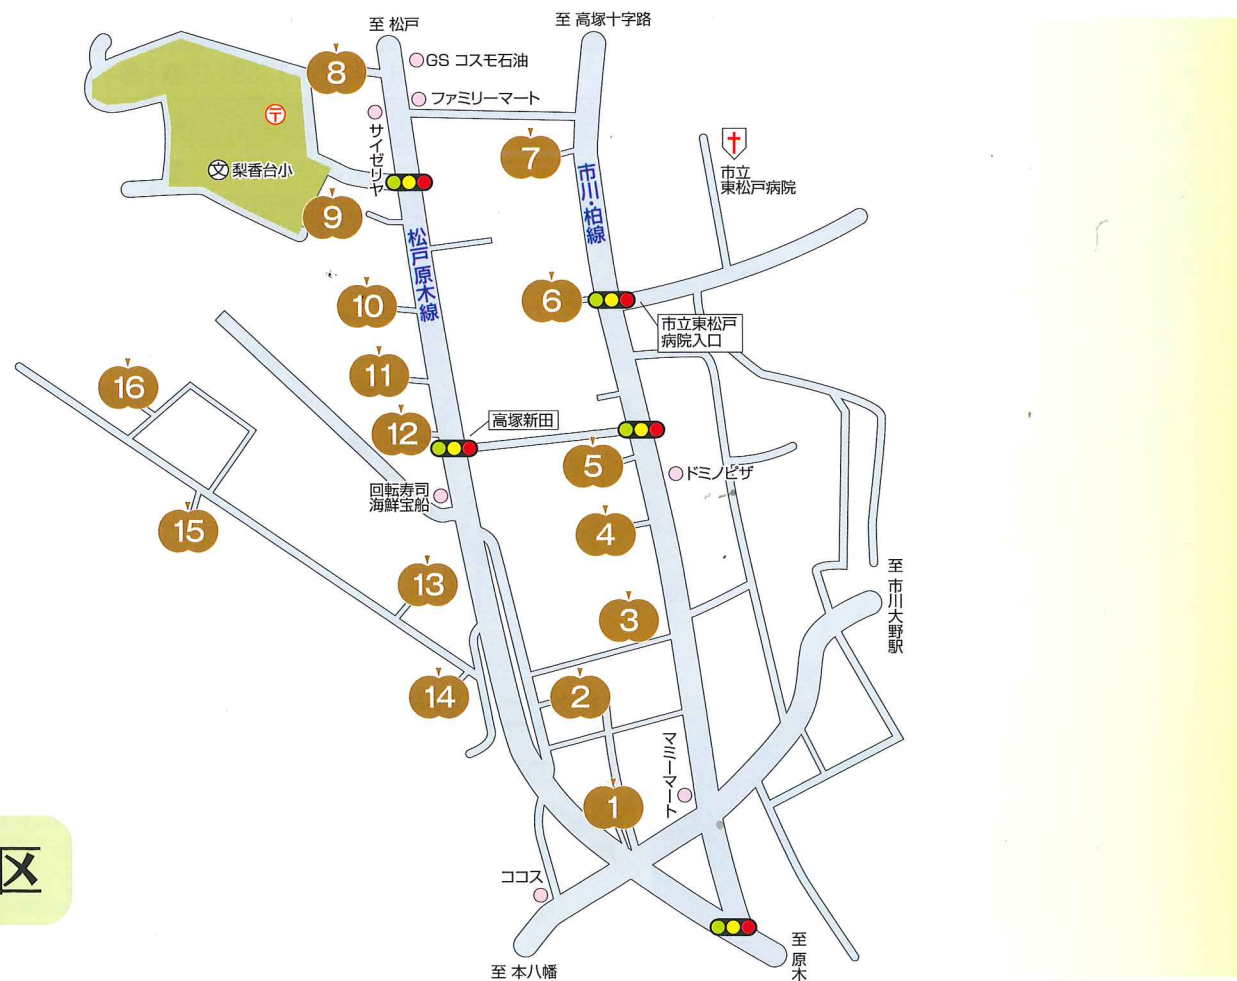 至 松戸
至 高塚十字路
GS コスモ石油
ファミリーマート
サイゼリヤ
8
7
〒
文 梨香台小
市立
東松戸病院
市川・柏線
9
松戸原木線
10
6
市立東松戸
病院入口
11
16
12
高塚新田
5
ドミノピザ
回転寿司
海鮮宝船
15
4
13
3
至 市川大野駅
14
2
マミーマート
1
区
ココス
至 本八幡
至 原木